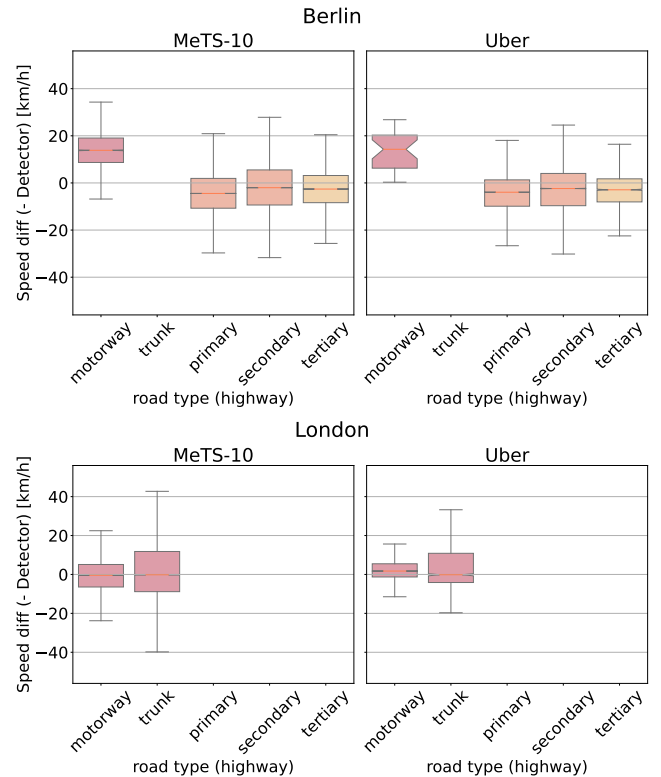 Berlin
MeTS-10 Uber
Speed diff (- Detector) [km/h]
40
20
0
−20
−40
motorway trunk primary secondary tertiary motorway trunk primary secondary tertiary
road type (highway) road type (highway)
London
MeTS-10 Uber
Speed diff (- Detector) [km/h]
40
20
0
−20
−40
motorway trunk primary secondary tertiary motorway trunk primary secondary tertiary
road type (highway) road type (highway)